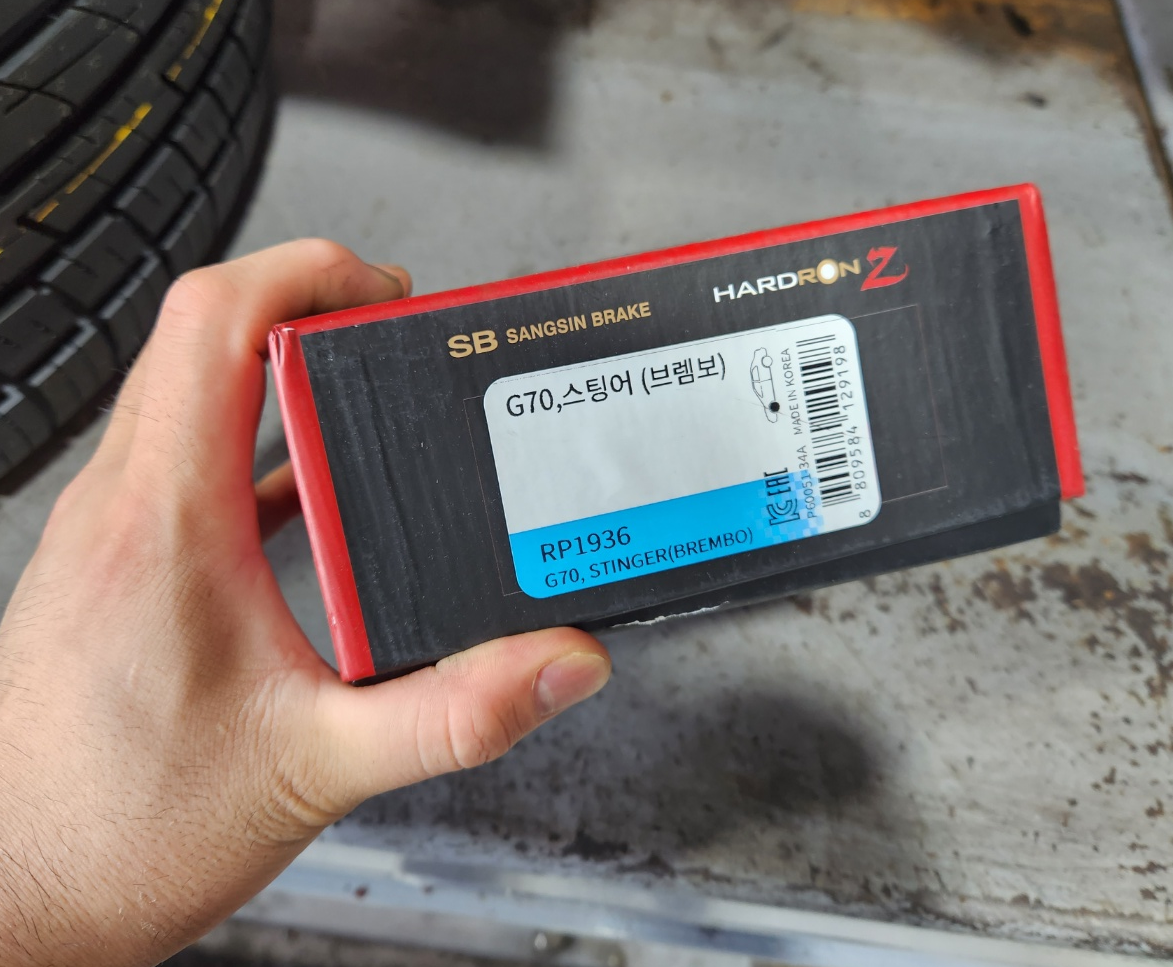 SB SANGSIN BRAKE
HARDRON Z
G70,스팅어 (브렘보)
RP1936
G70, STINGER(BREMBO)
EAC
MADE IN KOREA
8 809584 129198